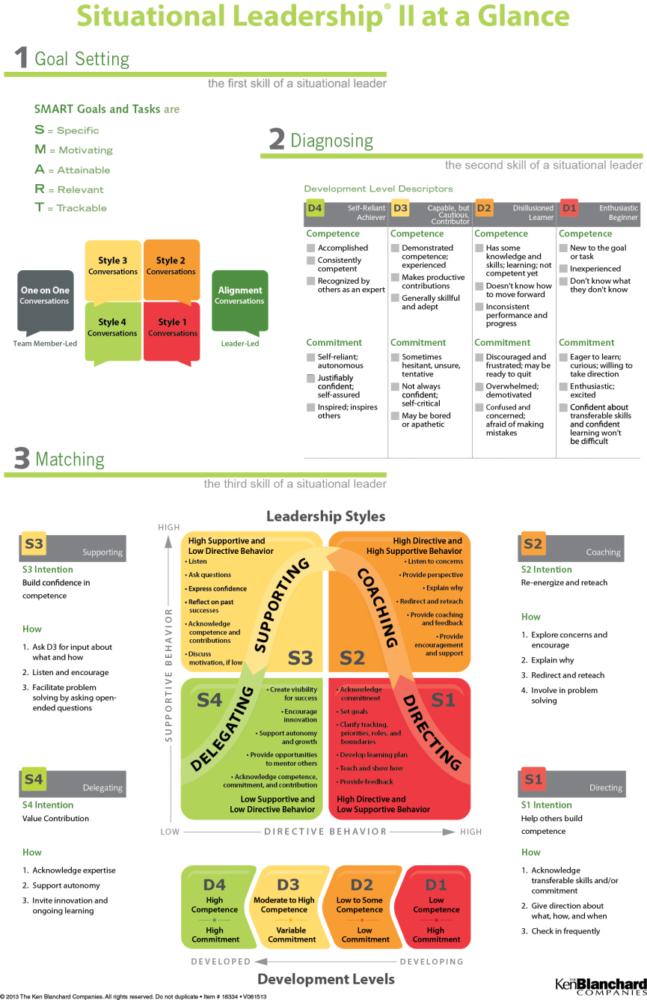 Situational Leadership® II at a Glance
1 Goal Setting
the first skill of a situational leader
SMART Goals and Tasks are
S = Specific
M = Motivating
A = Attainable
R = Relevant
T = Trackable
One on One
Conversations
Team Member-Led
Style 3
Conversations
Style 2
Conversations
Style 4
Conversations
Style 1
Conversations
Alignment
Conversations
Leader-Led
2 Diagnosing
the second skill of a situational leader
Development Level Descriptors
D4
Self-Reliant
Achiever
Competence
Accomplished
Consistently
competent
Recognized by
others as an expert
Commitment
Self-reliant;
autonomous
Justifiably
confident;
self-assured
Inspired; inspires
others
D3
Capable, but
Cautious,
Contributor
Competence
Demonstrated
competence;
experienced
Makes productive
contributions
Generally skillful
and adept
Commitment
Sometimes
hesitant, unsure,
tentative
Not always
confident;
self-critical
May be bored
or apathetic
D2
Disillusioned
Learner
Competence
Has some
knowledge and
skills; learning; not
competent yet
Doesn't know how
to move forward
Inconsistent
performance and
progress
Commitment
Discouraged and
frustrated; may be
ready to quit
Overwhelmed;
demotivated
Confused and
concerned;
afraid of making
mistakes
D1
Enthusiastic
Beginner
Competence
New to the goal
or task
Inexperienced
Don't know what
they don't know
Commitment
Eager to learn;
curious; willing to
take direction
Enthusiastic;
excited
Confident about
transferable skills
and confident
learning won't
be difficult
3 Matching
the third skill of a situational leader
S3
Supporting
S3 Intention
Build confidence in
competence
How
1. Ask D3 for input about
what and how
2. Listen and encourage
3. Facilitate problem
solving by asking open-
ended questions
S4
Delegating
S4 Intention
Value Contribution
How
1. Acknowledge expertise
2. Support autonomy
3. Invite innovation and
ongoing learning
Leadership Styles
HIGH
SUPPORTIVE BEHAVIOR
High Supportive and
Low Directive Behavior
• Listen
• Ask questions
• Express confidence
• Reflect on past
successes
• Acknowledge
competence and
contributions
• Discuss
motivation, if low
SUPPORTING
S3
High Directive and
High Supportive Behavior
• Listen to concerns
• Provide perspective
• Explain why
• Redirect and reteach
• Provide coaching
and feedback
• Provide
encouragement
and support
COACHING
S2
S4
DELEGATING
• Create visibility
for success
• Encourage
innovation
• Support autonomy
and growth
• Provide opportunities
to mentor others
• Acknowledge competence,
commitment, and contribution
Low Supportive and
Low Directive Behavior
S1
DIRECTING
• Acknowledge
commitment
• Set goals
• Clarify tracking,
priorities, roles, and
boundaries
• Develop learning plan
• Teach and show how
• Provide feedback
High Directive and
Low Supportive Behavior
LOW
DIRECTIVE BEHAVIOR
HIGH
S2
Coaching
S2 Intention
Re-energize and reteach
How
1. Explore concerns and
encourage
2. Explain why
3. Redirect and reteach
4. Involve in problem
solving
S1
Directing
S1 Intention
Help others build
competence
How
1. Acknowledge
transferable skills and/or
commitment
2. Give direction about
what, how, and when
3. Check in frequently
D4
High
Competence
High
Commitment
D3
Moderate to High
Competence
Variable
Commitment
D2
Low to Some
Competence
Low
Commitment
D1
Low
Competence
High
Commitment
DEVELOPED
DEVELOPING
Development Levels
THE
KenBlanchard
COMPANIES
© 2013 The Ken Blanchard Companies. All rights reserved. Do not duplicate • Item # 18334 • V081513